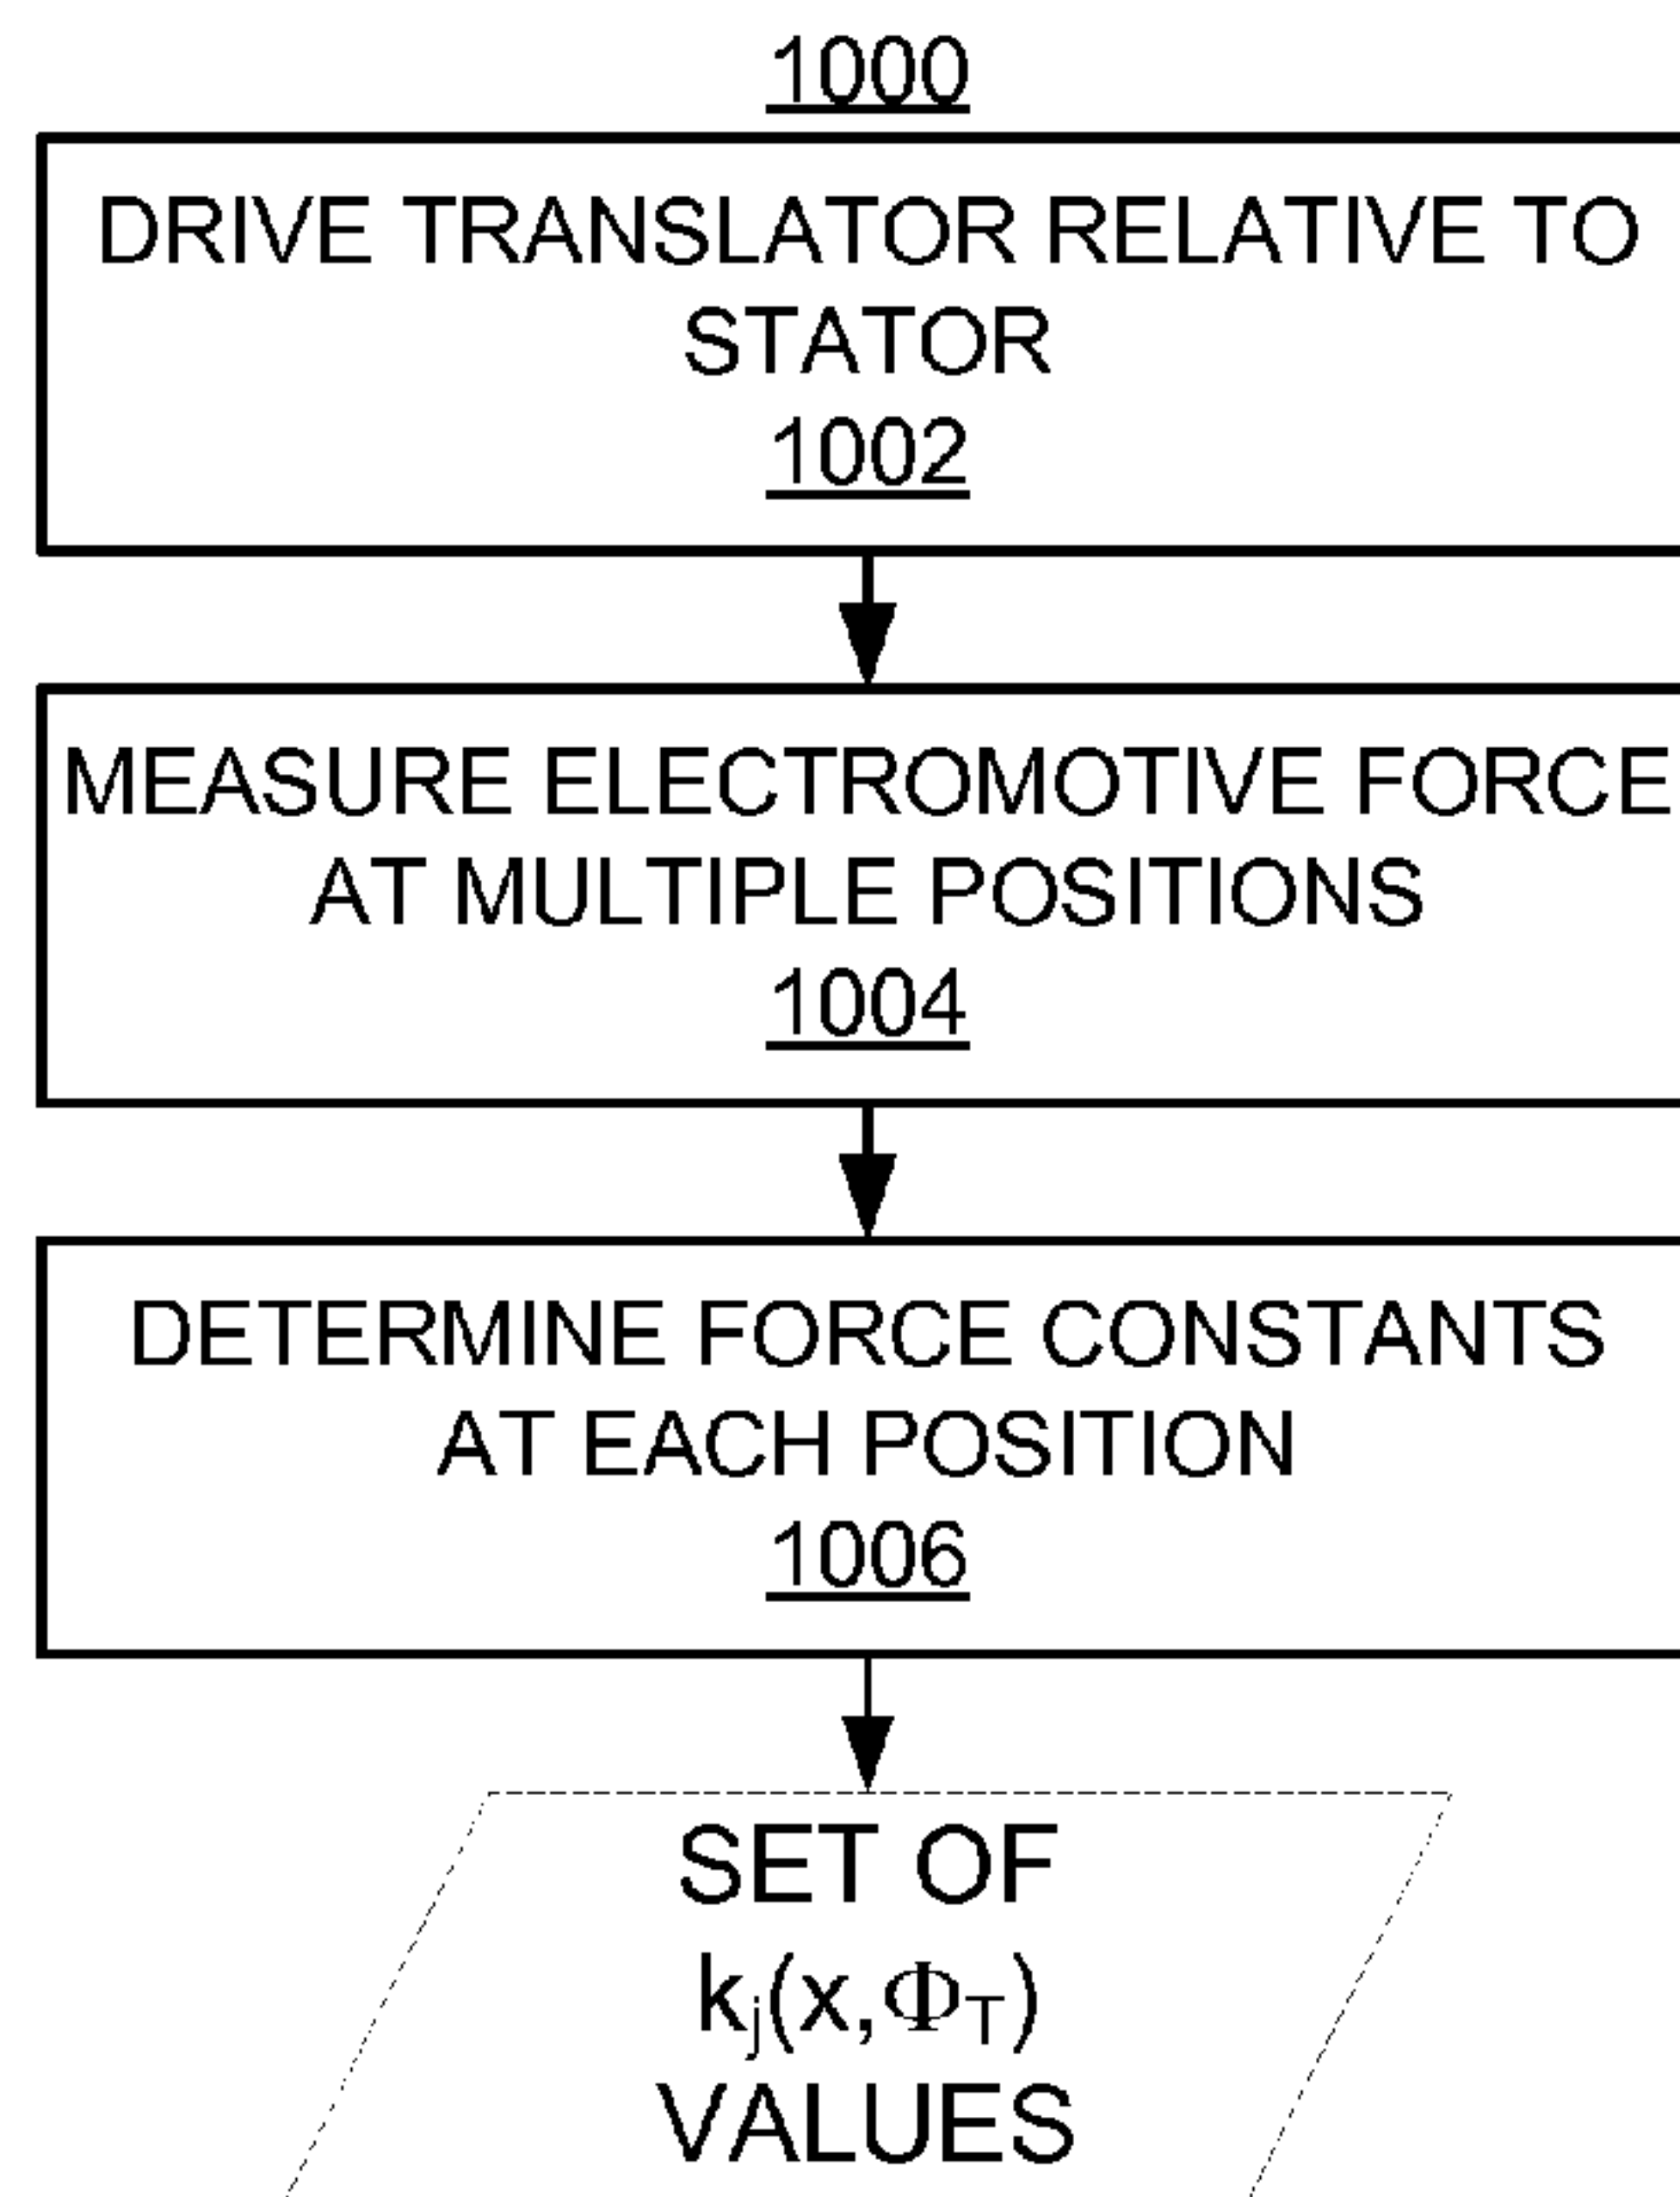 1000
DRIVE TRANSLATOR RELATIVE TO
STATOR
1002
MEASURE ELECTROMOTIVE FORCE
AT MULTIPLE POSITIONS
1004
DETERMINE FORCE CONSTANTS
AT EACH POSITION
1006
SET OF
kⱼ(x,Φ_T)
VALUES